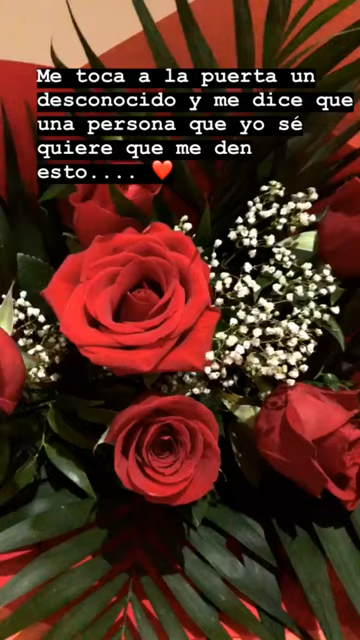 Me toca a la puerta un
desconocido y me dice que
una persona que yo sé
quiere que me den
esto.... ❤️